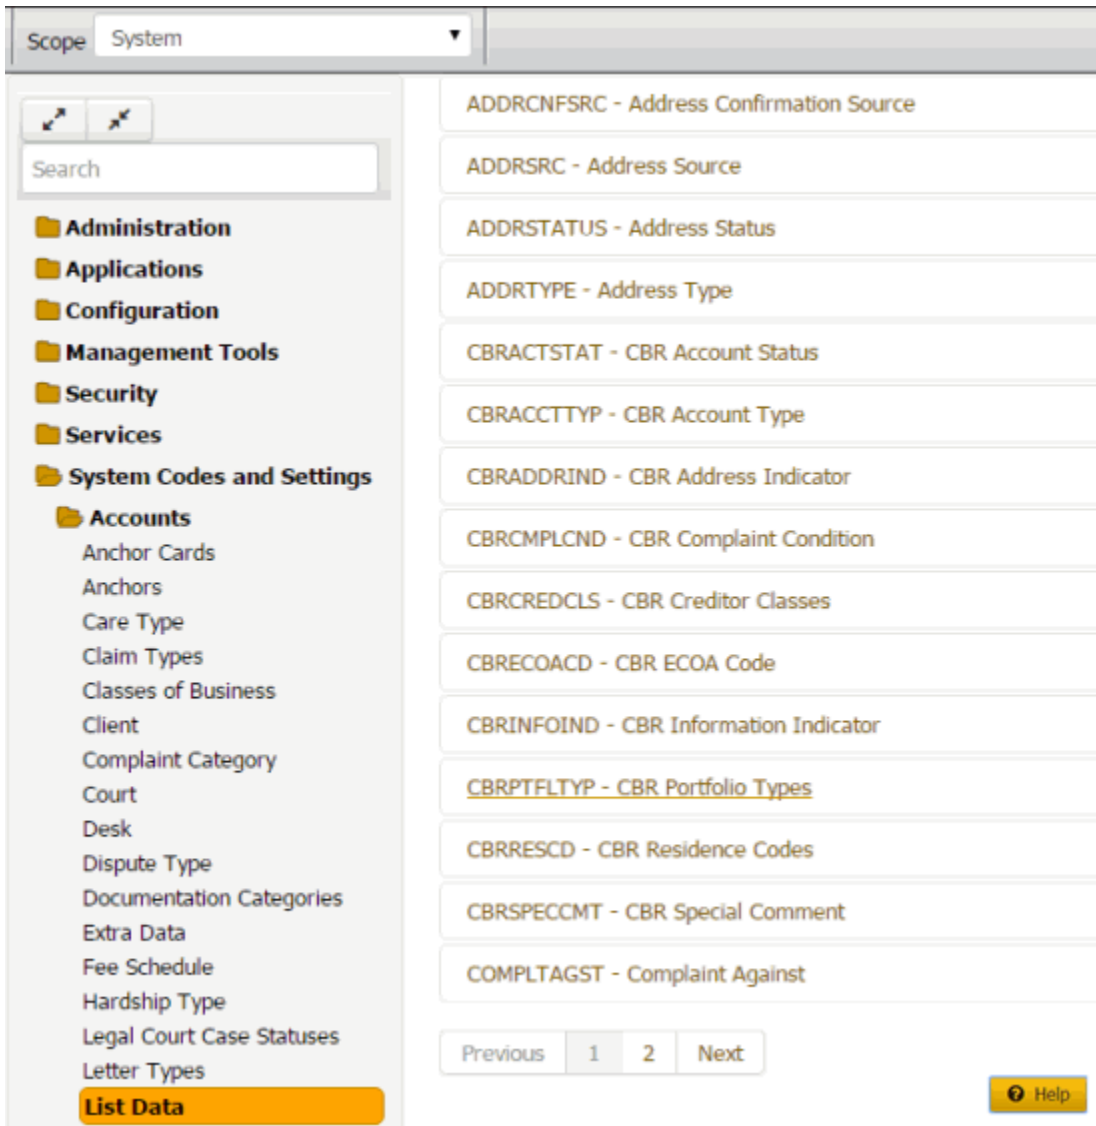 Scope System
Search
Administration
Applications
Configuration
Management Tools
Security
Services
System Codes and Settings
Accounts
Anchor Cards
Anchors
Care Type
Claim Types
Classes of Business
Client
Complaint Category
Court
Desk
Dispute Type
Documentation Categories
Extra Data
Fee Schedule
Hardship Type
Legal Court Case Statuses
Letter Types
List Data
ADDRCNFSRC - Address Confirmation Source
ADDRSRC - Address Source
ADDRSTATUS - Address Status
ADDRTYPE - Address Type
CBRACTSTAT - CBR Account Status
CBRACCTTYP - CBR Account Type
CBRADDRIND - CBR Address Indicator
CBRCMPLCND - CBR Complaint Condition
CBRCREDCLS - CBR Creditor Classes
CBRECOACD - CBR ECOA Code
CBRINFOIND - CBR Information Indicator
CBRPTFLTYP - CBR Portfolio Types
CBRRESCD - CBR Residence Codes
CBRSPECCMT - CBR Special Comment
COMPLTAGST - Complaint Against
Previous 1 2 Next
Help